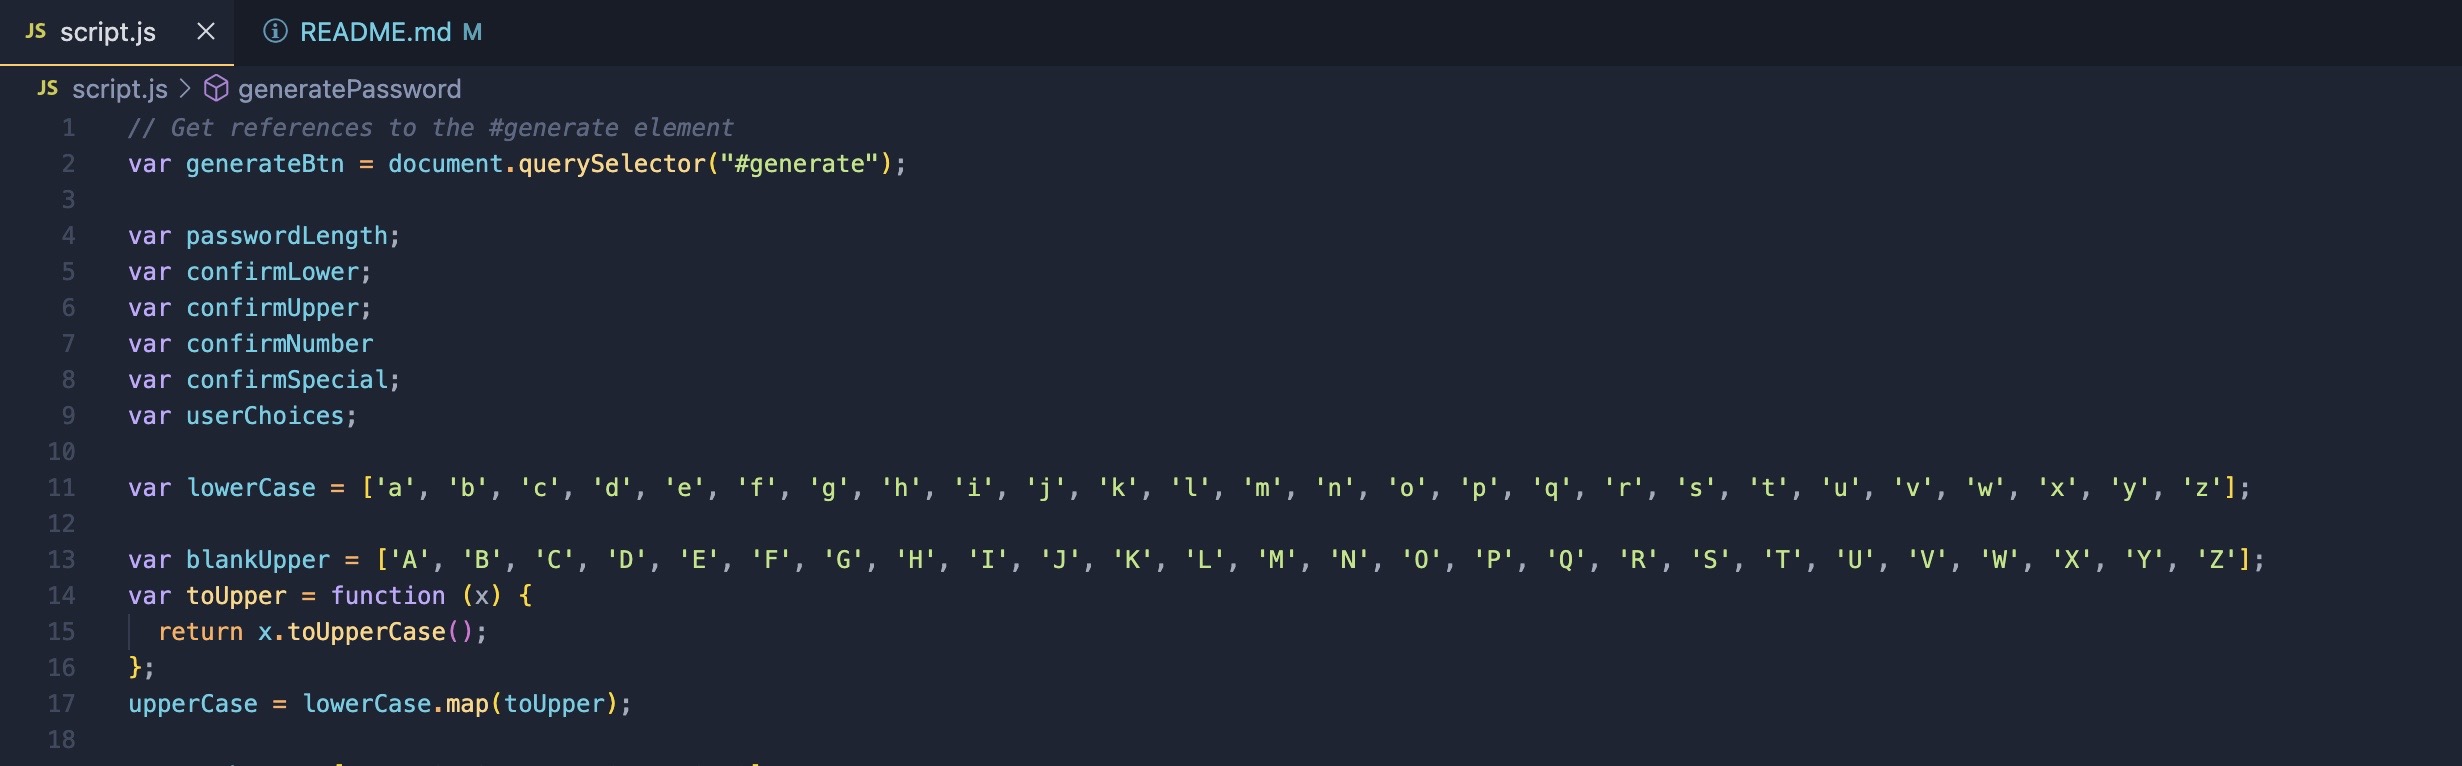 JS script.js × README.md M
JS script.js > generatePassword
1 // Get references to the #generate element
2 var generateBtn = document.querySelector("#generate");
3
4 var passwordLength;
5 var confirmLower;
6 var confirmUpper;
7 var confirmNumber
8 var confirmSpecial;
9 var userChoices;
10
11 var lowerCase = ['a', 'b', 'c', 'd', 'e', 'f', 'g', 'h', 'i', 'j', 'k', 'l', 'm', 'n', 'o', 'p', 'q', 'r', 's', 't', 'u', 'v', 'w', 'x', 'y', 'z'];
12
13 var blankUpper = ['A', 'B', 'C', 'D', 'E', 'F', 'G', 'H', 'I', 'J', 'K', 'L', 'M', 'N', 'O', 'P', 'Q', 'R', 'S', 'T', 'U', 'V', 'W', 'X', 'Y', 'Z'];
14 var toUpper = function (x) {
15   return x.toUpperCase();
16 };
17 upperCase = lowerCase.map(toUpper);
18